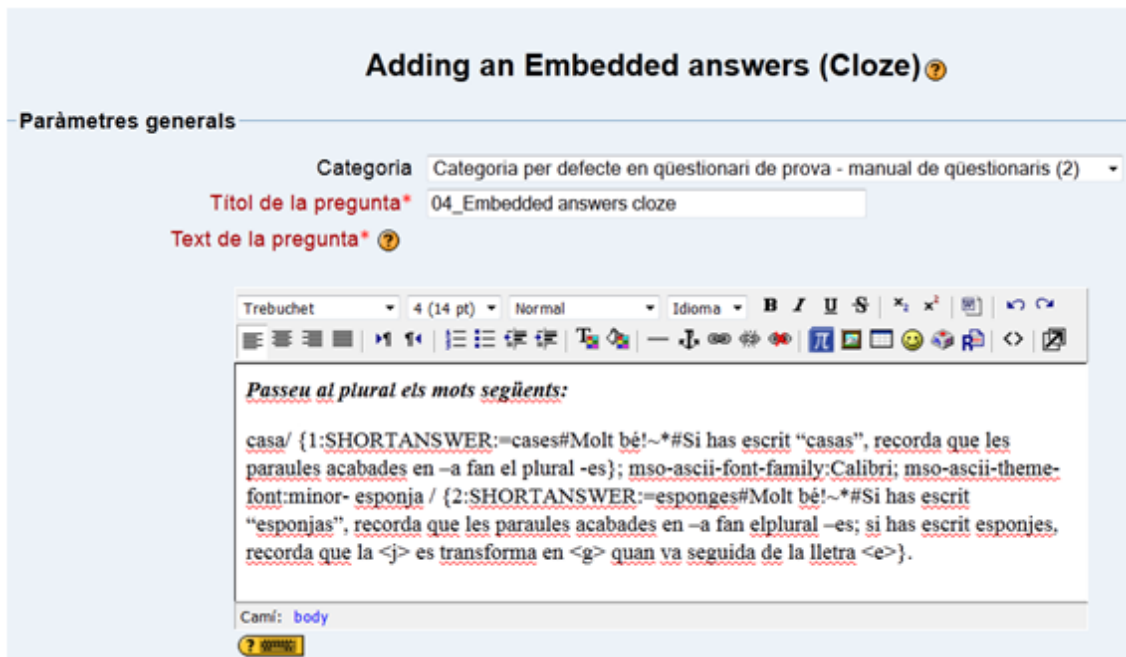 Adding an Embedded answers (Cloze)
Paràmetres generals
Categoria Categoria per defecte en qüestionari de prova - manual de qüestionaris (2)
Títol de la pregunta* 04_Embedded answers cloze
Text de la pregunta*
Trebuchet 4 (14 pt) Normal Idioma B I U S x₂ x²
Passeu al plural els mots següents:
casa/ {1:SHORTANSWER:=cases#Molt bé!~*#Si has escrit “casas”, recorda que les
paraules acabades en –a fan el plural -es}; mso-ascii-font-family:Calibri; mso-ascii-theme-
font:minor- esponja / {2:SHORTANSWER:=esponges#Molt bé!~*#Si has escrit
“esponjas”, recorda que les paraules acabades en –a fan elplural –es; si has escrit esponjes,
recorda que la <j> es transforma en <g> quan va seguida de la lletra <e>}.
Camí: body